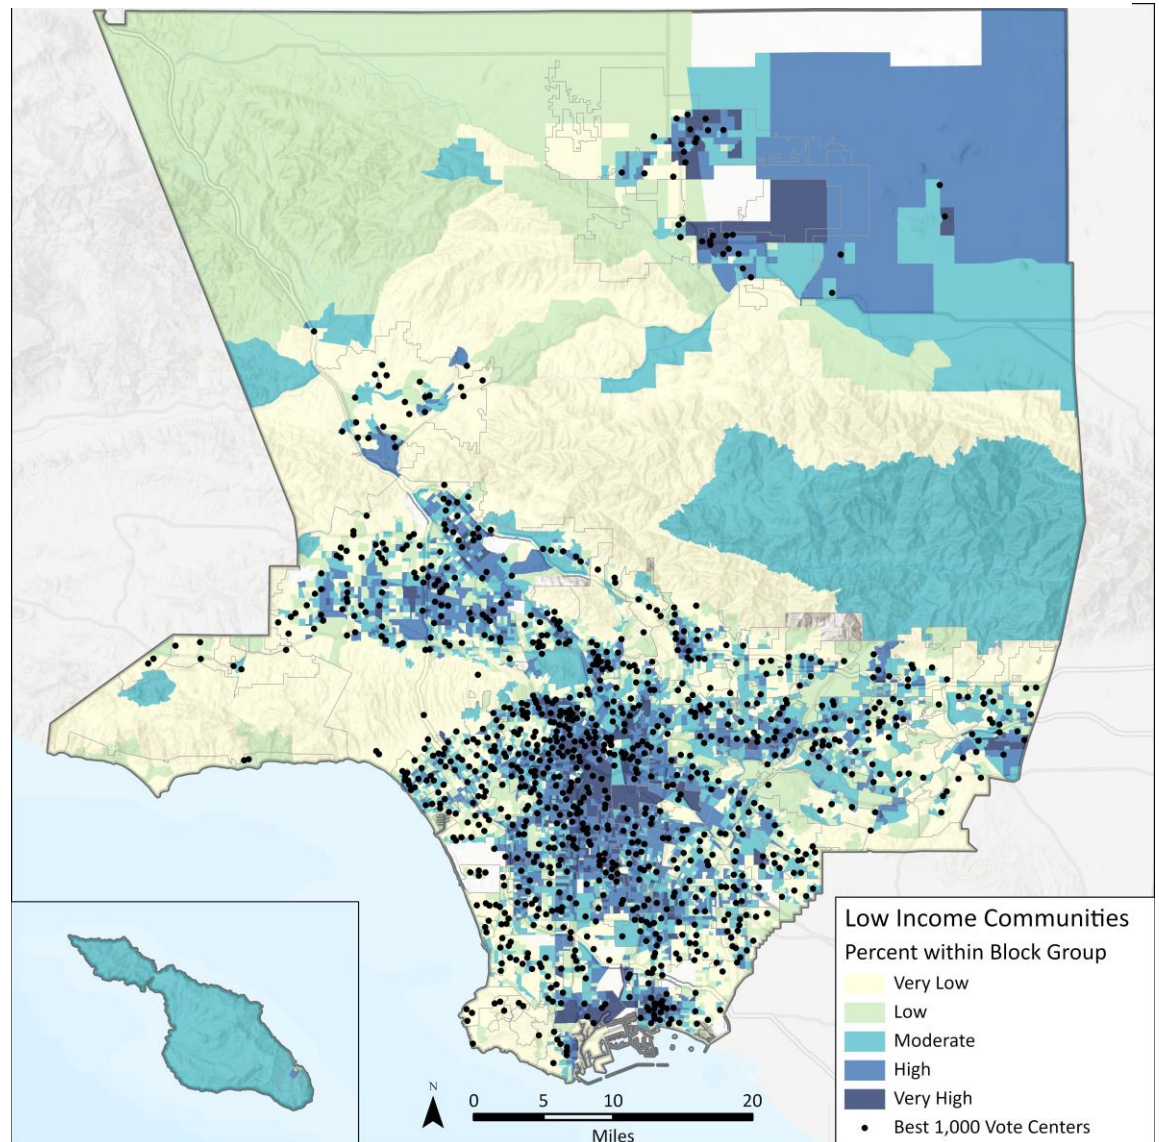 Low Income Communities
Percent within Block Group
Very Low
Low
Moderate
High
Very High
Best 1,000 Vote Centers
N
0 5 10 20
Miles